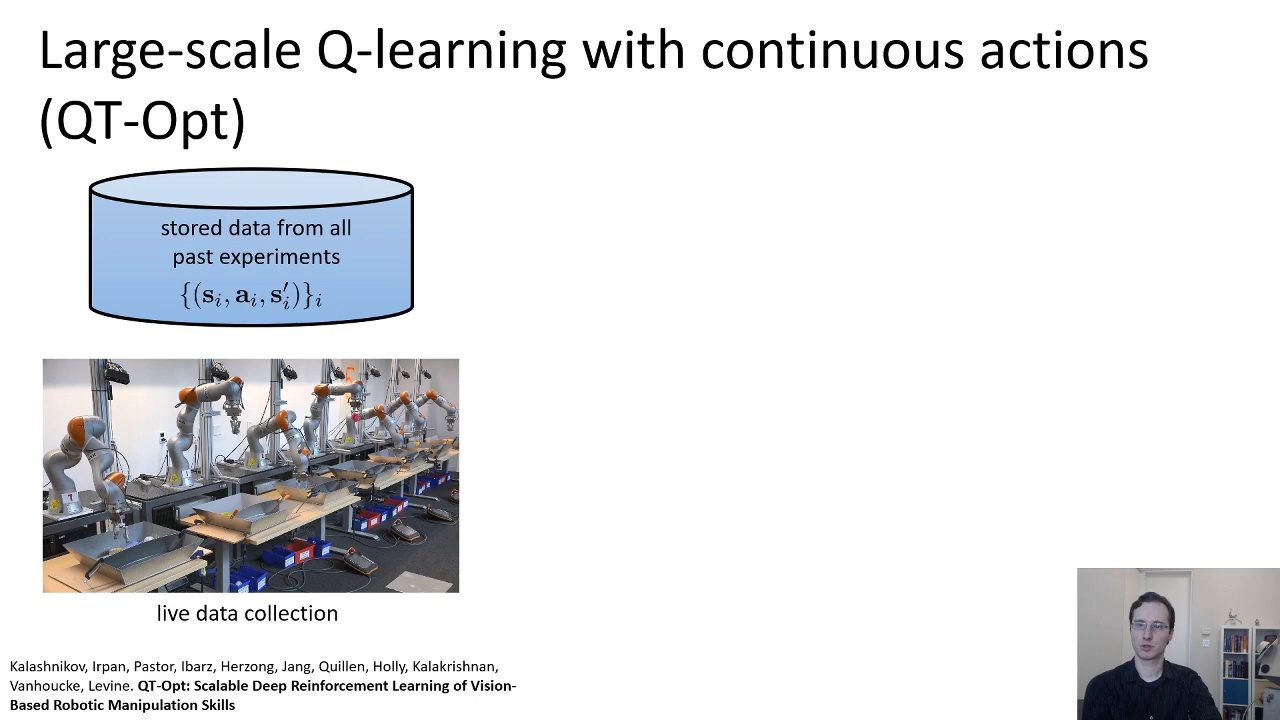 Large-scale Q-learning with continuous actions
(QT-Opt)
stored data from all
past experiments
{(s_i, a_i, s'_i)}_i
live data collection
Kalashnikov, Irpan, Pastor, Ibarz, Herzong, Jang, Quillen, Holly, Kalakrishnan,
Vanhoucke, Levine. QT-Opt: Scalable Deep Reinforcement Learning of Vision-
Based Robotic Manipulation Skills